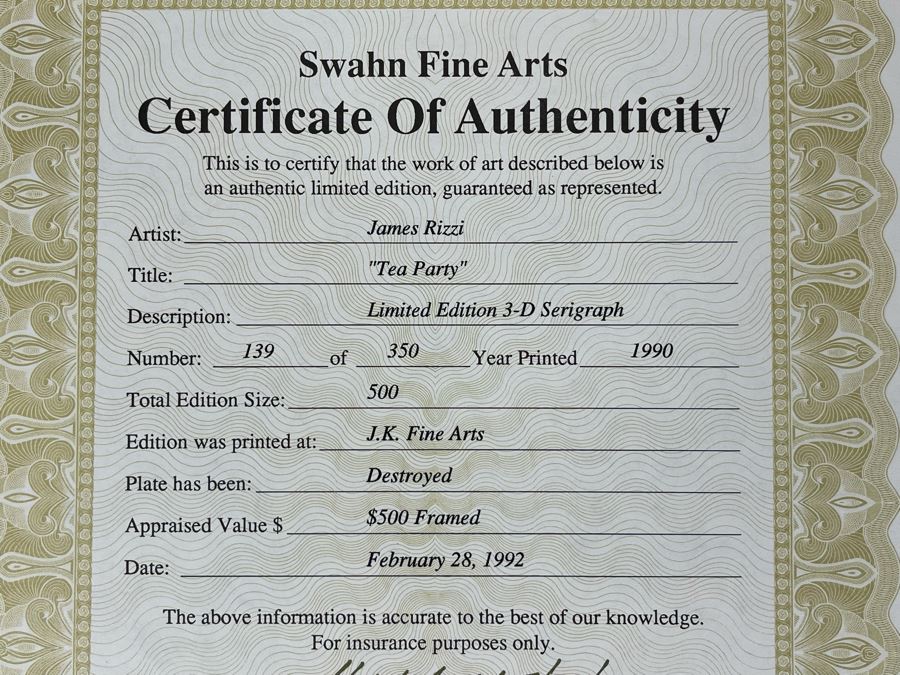 Swahn Fine Arts
Certificate Of Authenticity
This is to certify that the work of art described below is
an authentic limited edition, guaranteed as represented.
Artist: James Rizzi
Title: "Tea Party"
Description: Limited Edition 3-D Serigraph
Number: 139 of 350 Year Printed 1990
Total Edition Size: 500
Edition was printed at: J.K. Fine Arts
Plate has been: Destroyed
Appraised Value $ $500 Framed
Date: February 28, 1992
The above information is accurate to the best of our knowledge.
For insurance purposes only.